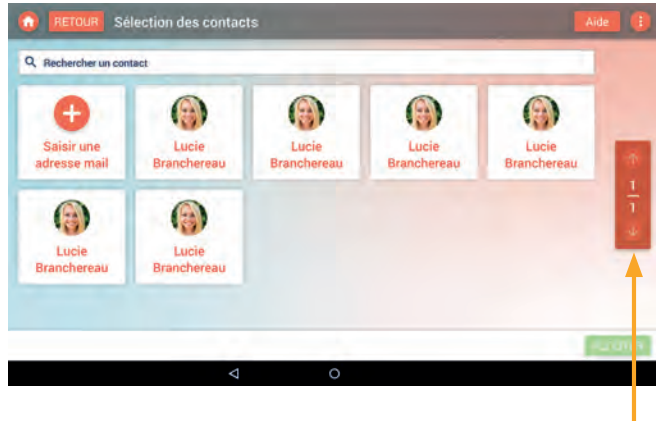 RETOUR Sélection des contacts Aide
Rechercher un contact
Saisir une
adresse mail
Lucie
Branchereau
Lucie
Branchereau
Lucie
Branchereau
Lucie
Branchereau
1
1
Lucie
Branchereau
Lucie
Branchereau